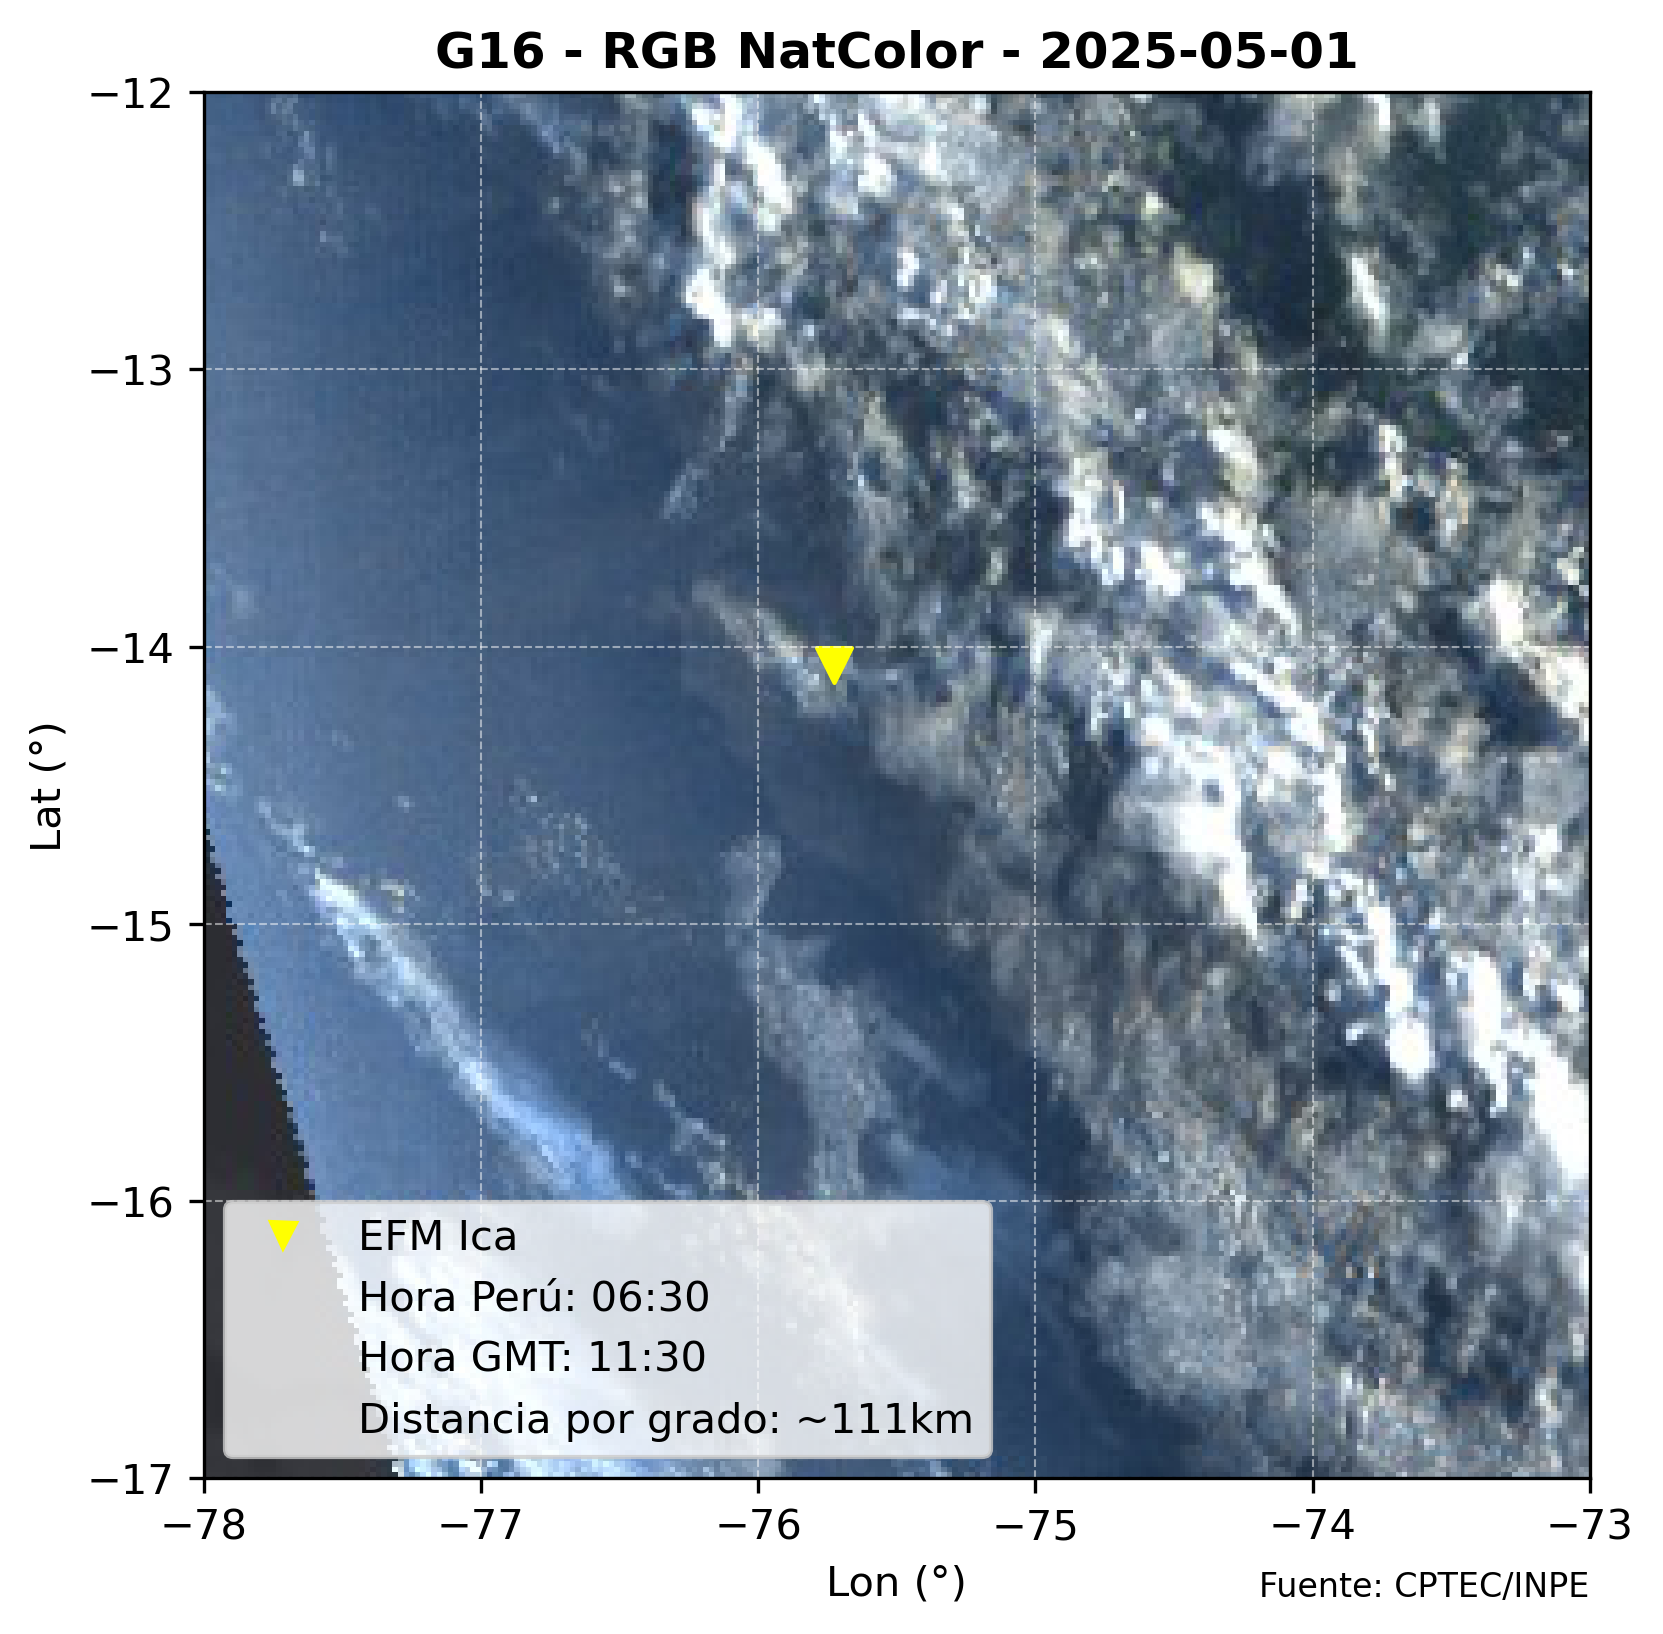 G16 - RGB NatColor - 2025-05-01
−12
−13
−14
−15
−16
−17
Lat (°)
EFM Ica
Hora Perú: 06:30
Hora GMT: 11:30
Distancia por grado: ~111km
−78
−77
−76
−75
−74
−73
Lon (°)
Fuente: CPTEC/INPE